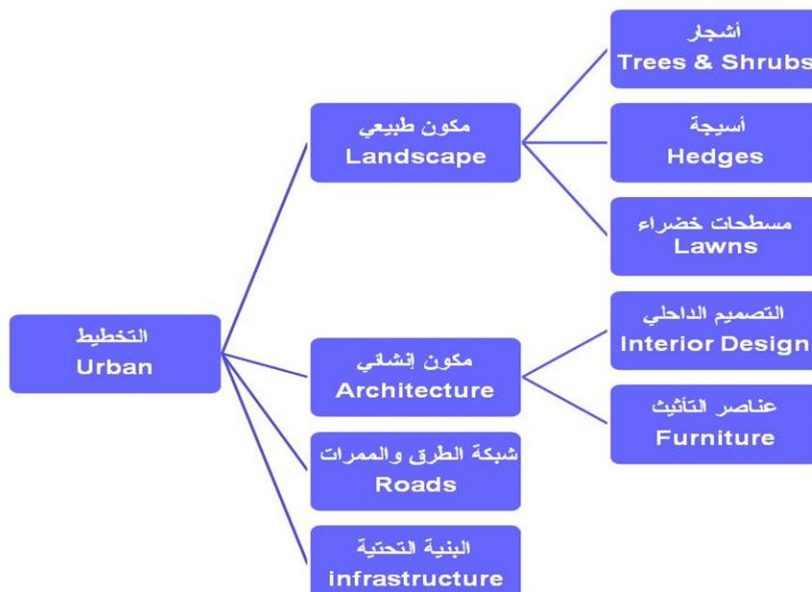 التخطيط
Urban
مكون طبيعي
Landscape
أشجار
Trees & Shrubs
أسيجة
Hedges
مسطحات خضراء
Lawns
مكون إنشائي
Architecture
التصميم الداخلي
Interior Design
عناصر التأثيث
Furniture
شبكة الطرق والممرات
Roads
البنية التحتية
infrastructure